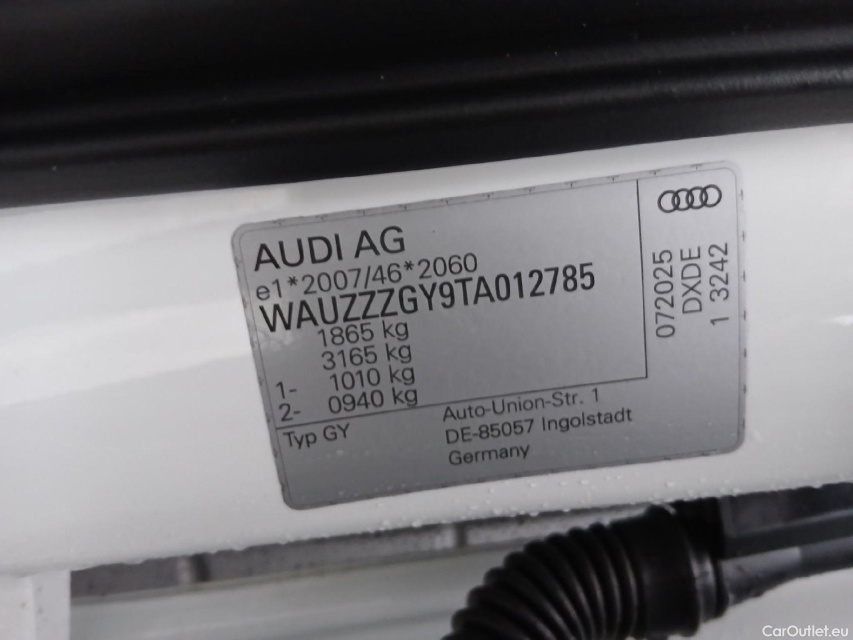 AUDI AG
e1*2007/46*2060
WAUZZZGY9TA012785
1865 kg
3165 kg
1- 1010 kg
2- 0940 kg
Typ GY
Auto-Union-Str. 1
DE-85057 Ingolstadt
Germany
072025
DXDE
1 3242
CarOutlet.eu